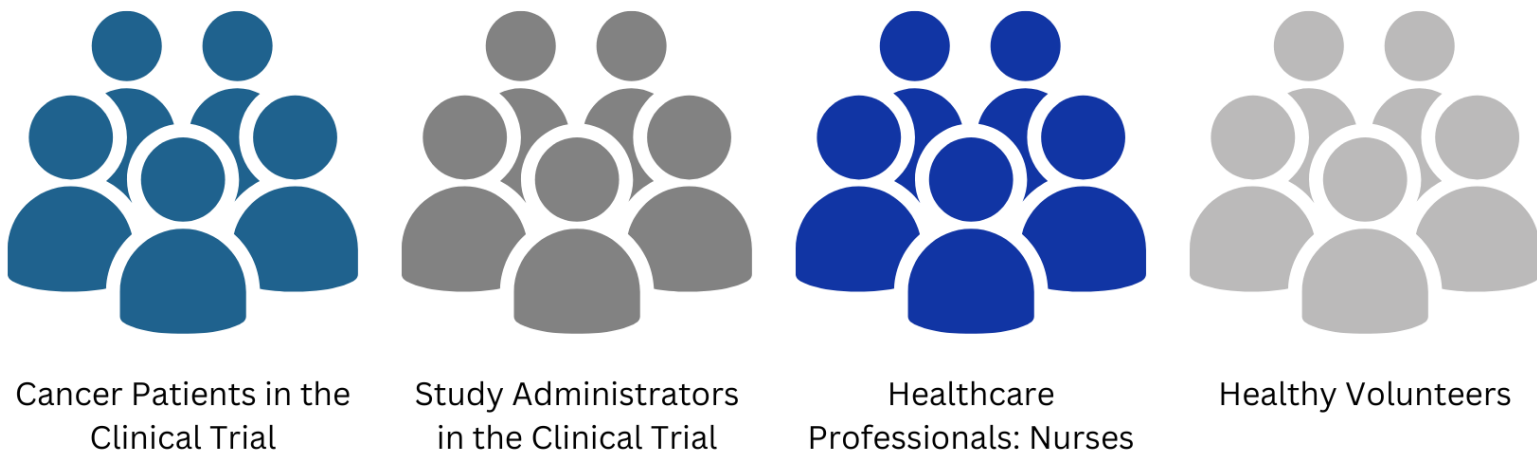 Cancer Patients in the
Clinical Trial
Study Administrators
in the Clinical Trial
Healthcare
Professionals: Nurses
Healthy Volunteers